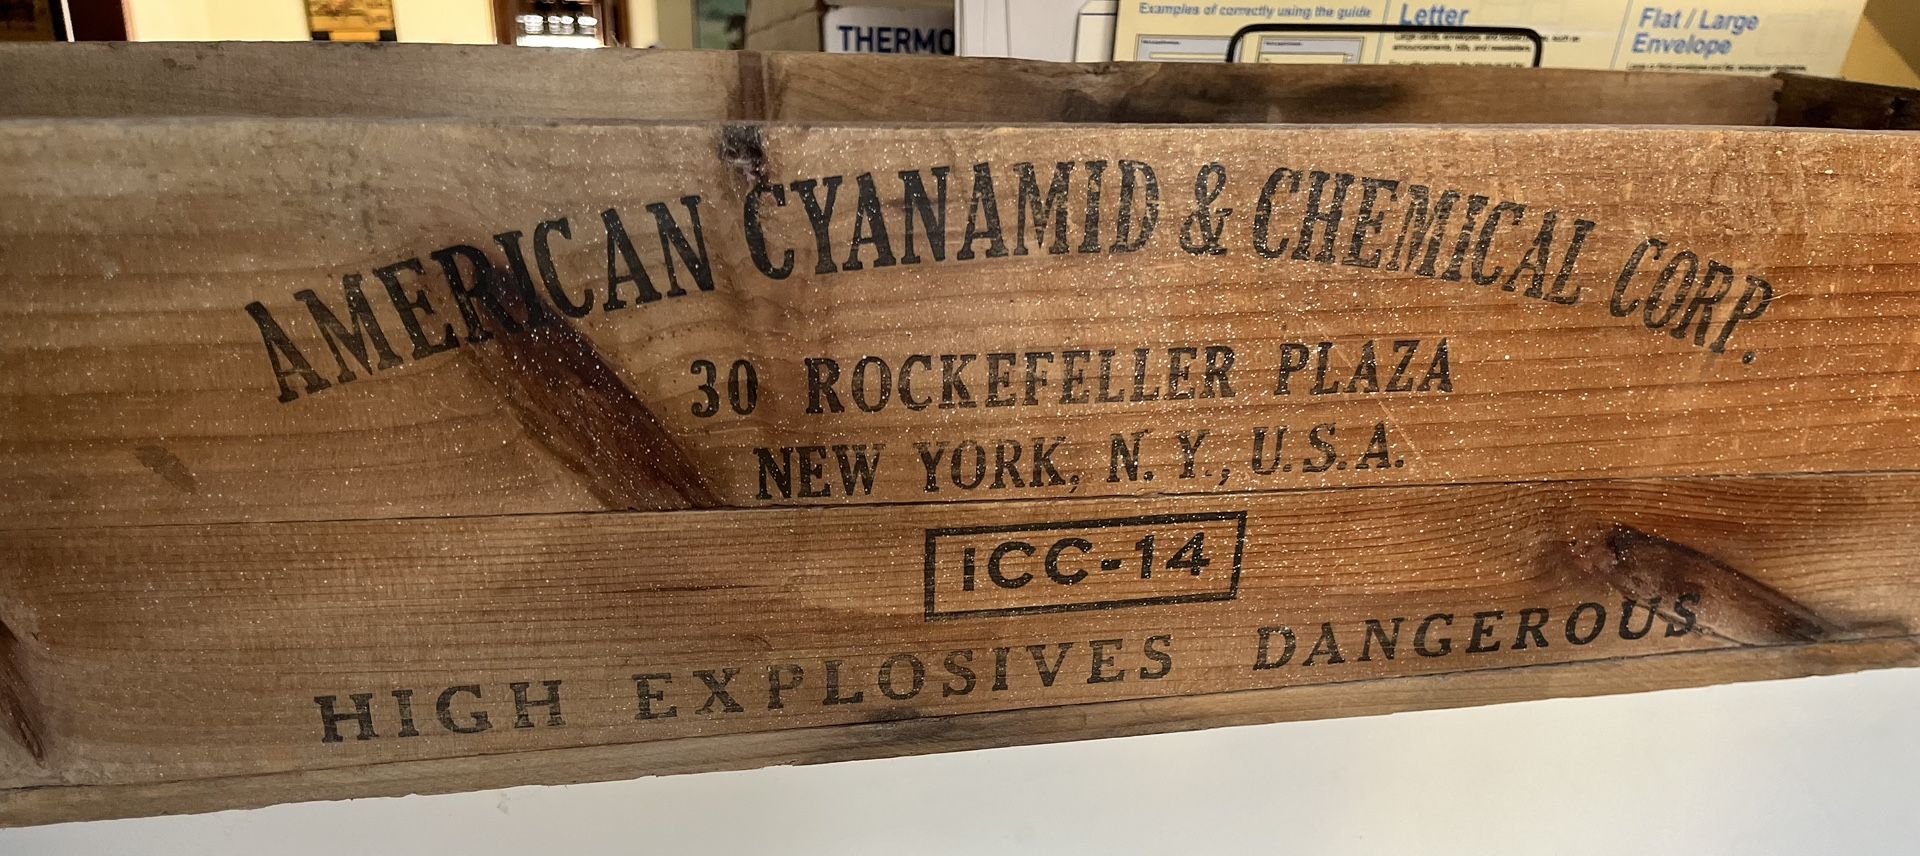 THERMO
Examples of correctly using the guide
Letter
Flat / Large
Envelope
AMERICAN CYANAMID & CHEMICAL CORP.
30 ROCKEFELLER PLAZA
NEW YORK, N. Y., U.S.A.
ICC-14
HIGH EXPLOSIVES DANGEROUS